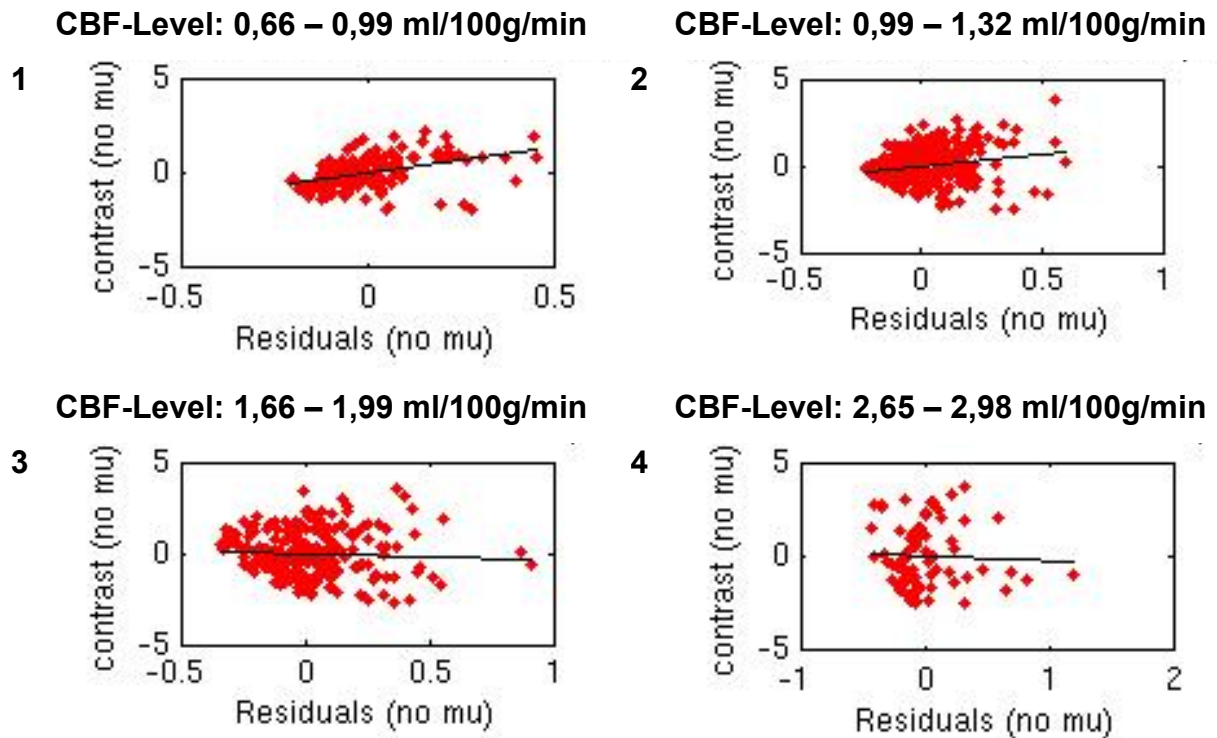 CBF-Level: 0,66 – 0,99 ml/100g/min
1
contrast (no mu)
5
0
-5
-0.5 0 0.5
Residuals (no mu)
CBF-Level: 0,99 – 1,32 ml/100g/min
2
contrast (no mu)
5
0
-5
-0.5 0 0.5 1
Residuals (no mu)
CBF-Level: 1,66 – 1,99 ml/100g/min
3
contrast (no mu)
5
0
-5
-0.5 0 0.5 1
Residuals (no mu)
CBF-Level: 2,65 – 2,98 ml/100g/min
4
contrast (no mu)
5
0
-5
-1 0 1 2
Residuals (no mu)